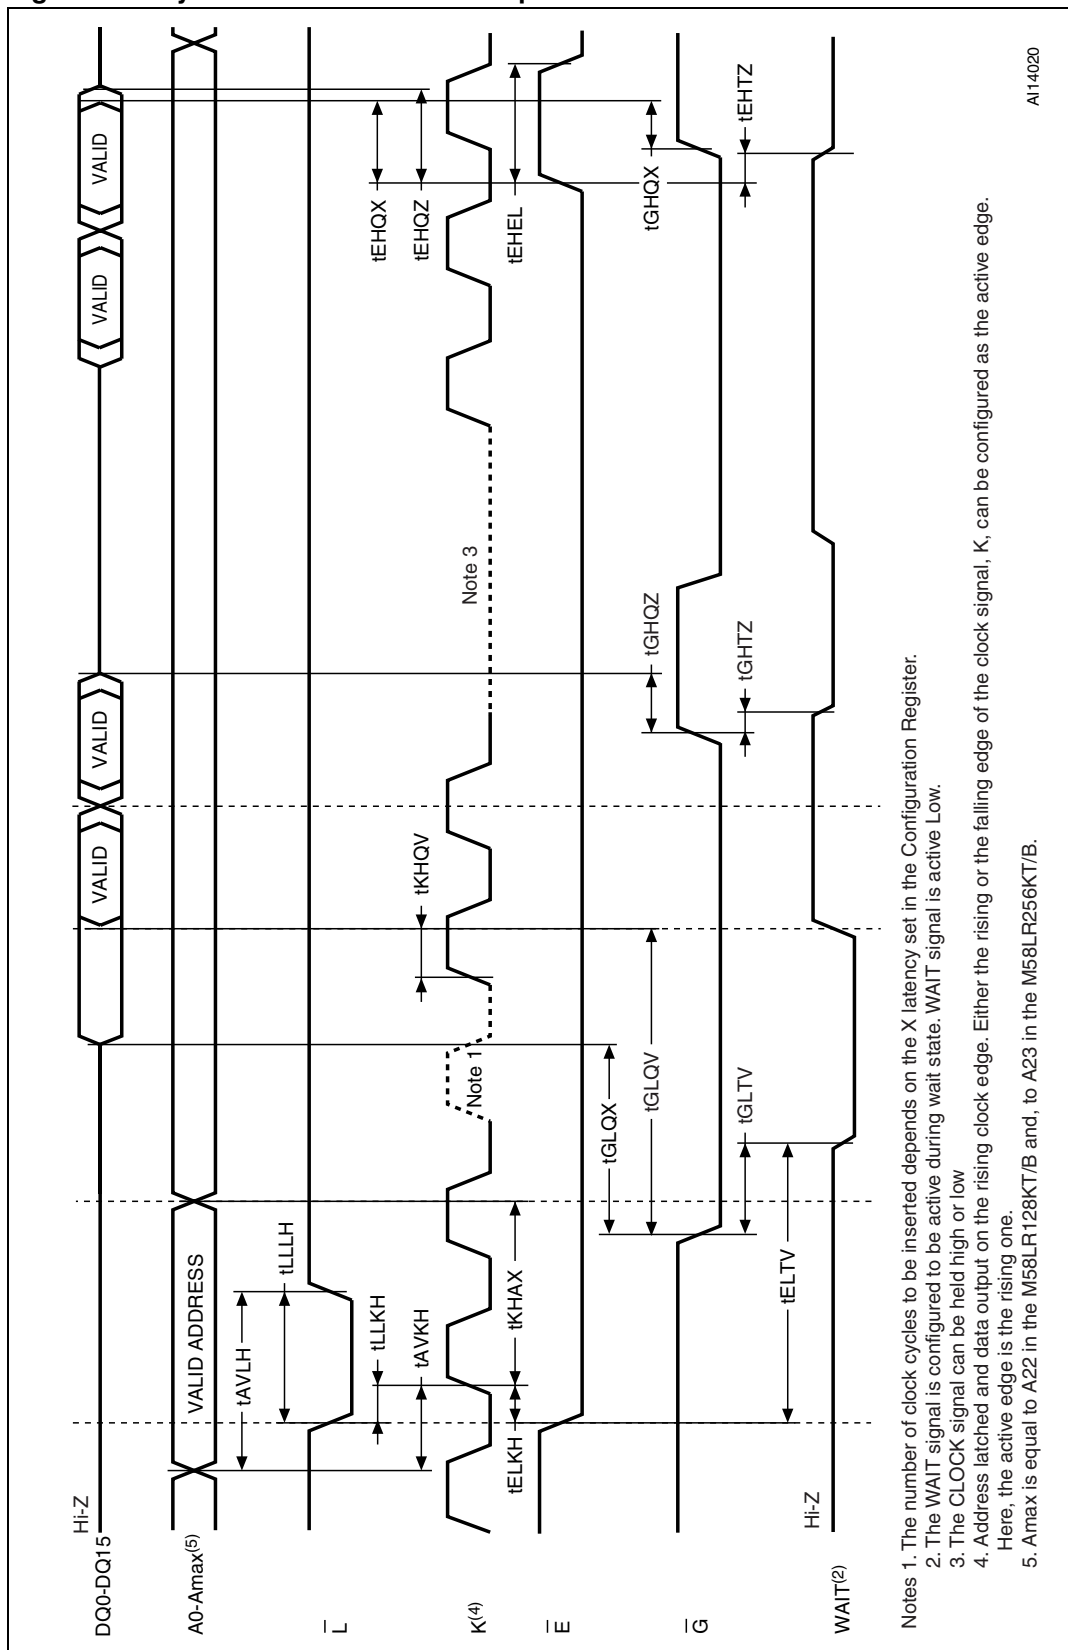 Hi-Z
DQ0-DQ15
VALID
VALID
VALID
VALID
A0-Amax(5)
VALID ADDRESS
tAVLH
tLLLH
L
tLLKH
tAVKH
tKHQV
tEHQX
tEHQZ
K(4)
Note 1
Note 3
tELKH
tKHAX
tEHEL
E
tGLQX
tGLQV
tGHQZ
tGHQX
G
tGLTV
tGHTZ
tEHTZ
tELTV
Hi-Z
WAIT(2)
Notes 1. The number of clock cycles to be inserted depends on the X latency set in the Configuration Register.
2. The WAIT signal is configured to be active during wait state. WAIT signal is active Low.
3. The CLOCK signal can be held high or low
4. Address latched and data output on the rising clock edge. Either the rising or the falling edge of the clock signal, K, can be configured as the active edge.
Here, the active edge is the rising one.
5. Amax is equal to A22 in the M58LR128KT/B and, to A23 in the M58LR256KT/B.
AI14020